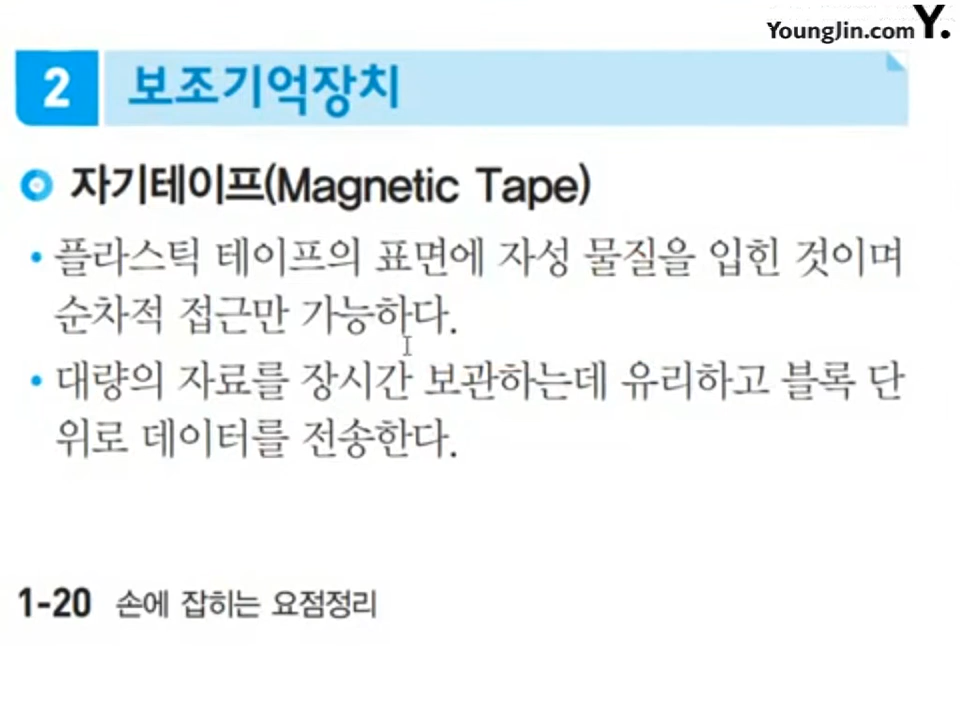 YoungJin.com Y.
2 보조기억장치
자기테이프(Magnetic Tape)
• 플라스틱 테이프의 표면에 자성 물질을 입힌 것이며
순차적 접근만 가능하다.
• 대량의 자료를 장시간 보관하는데 유리하고 블록 단
위로 데이터를 전송한다.
1-20 손에 잡히는 요점정리